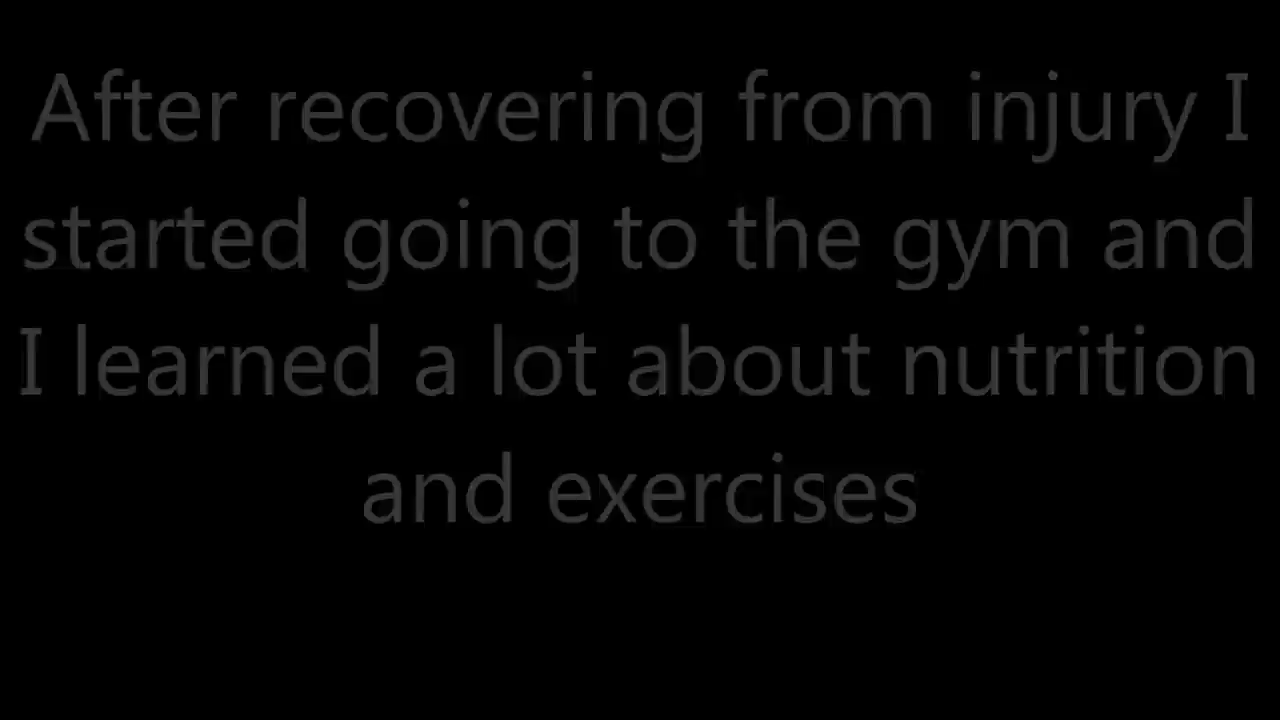 After recovering from injury I
started going to the gym and
I learned a lot about nutrition
and exercises